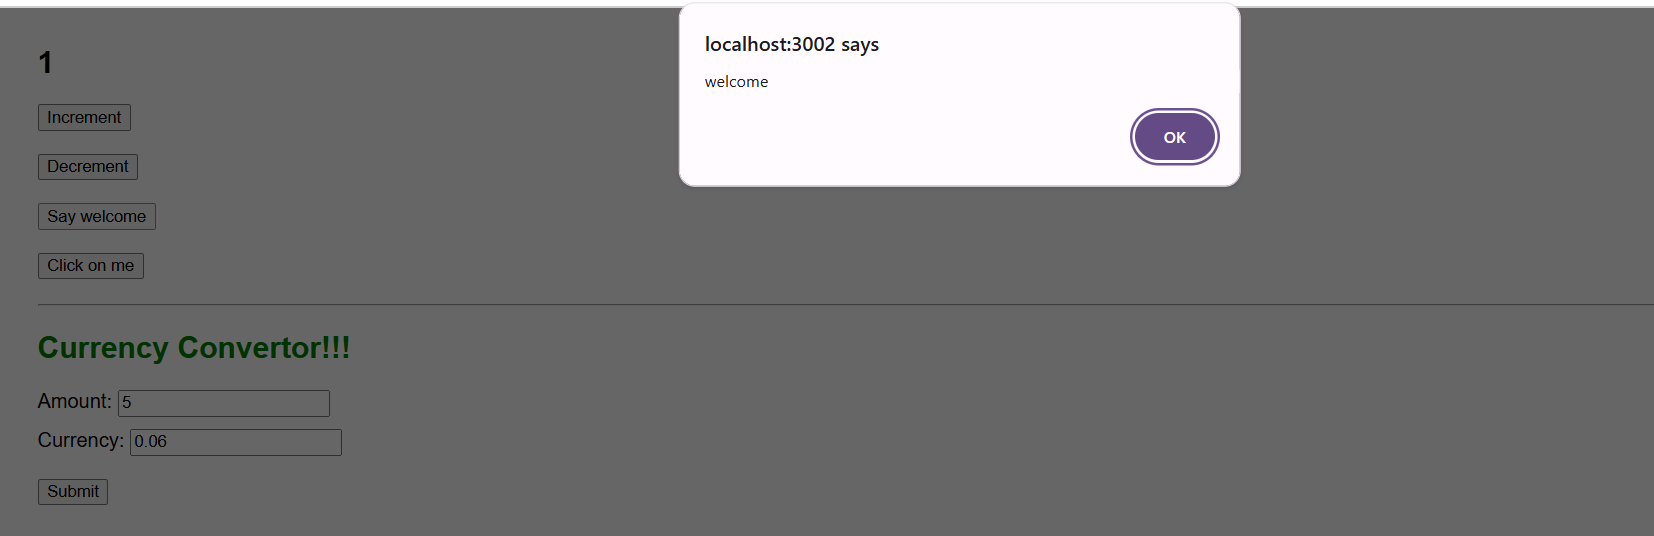 localhost:3002 says
welcome
OK
1
Increment
Decrement
Say welcome
Click on me
Currency Convertor!!!
Amount: 5
Currency: 0.06
Submit